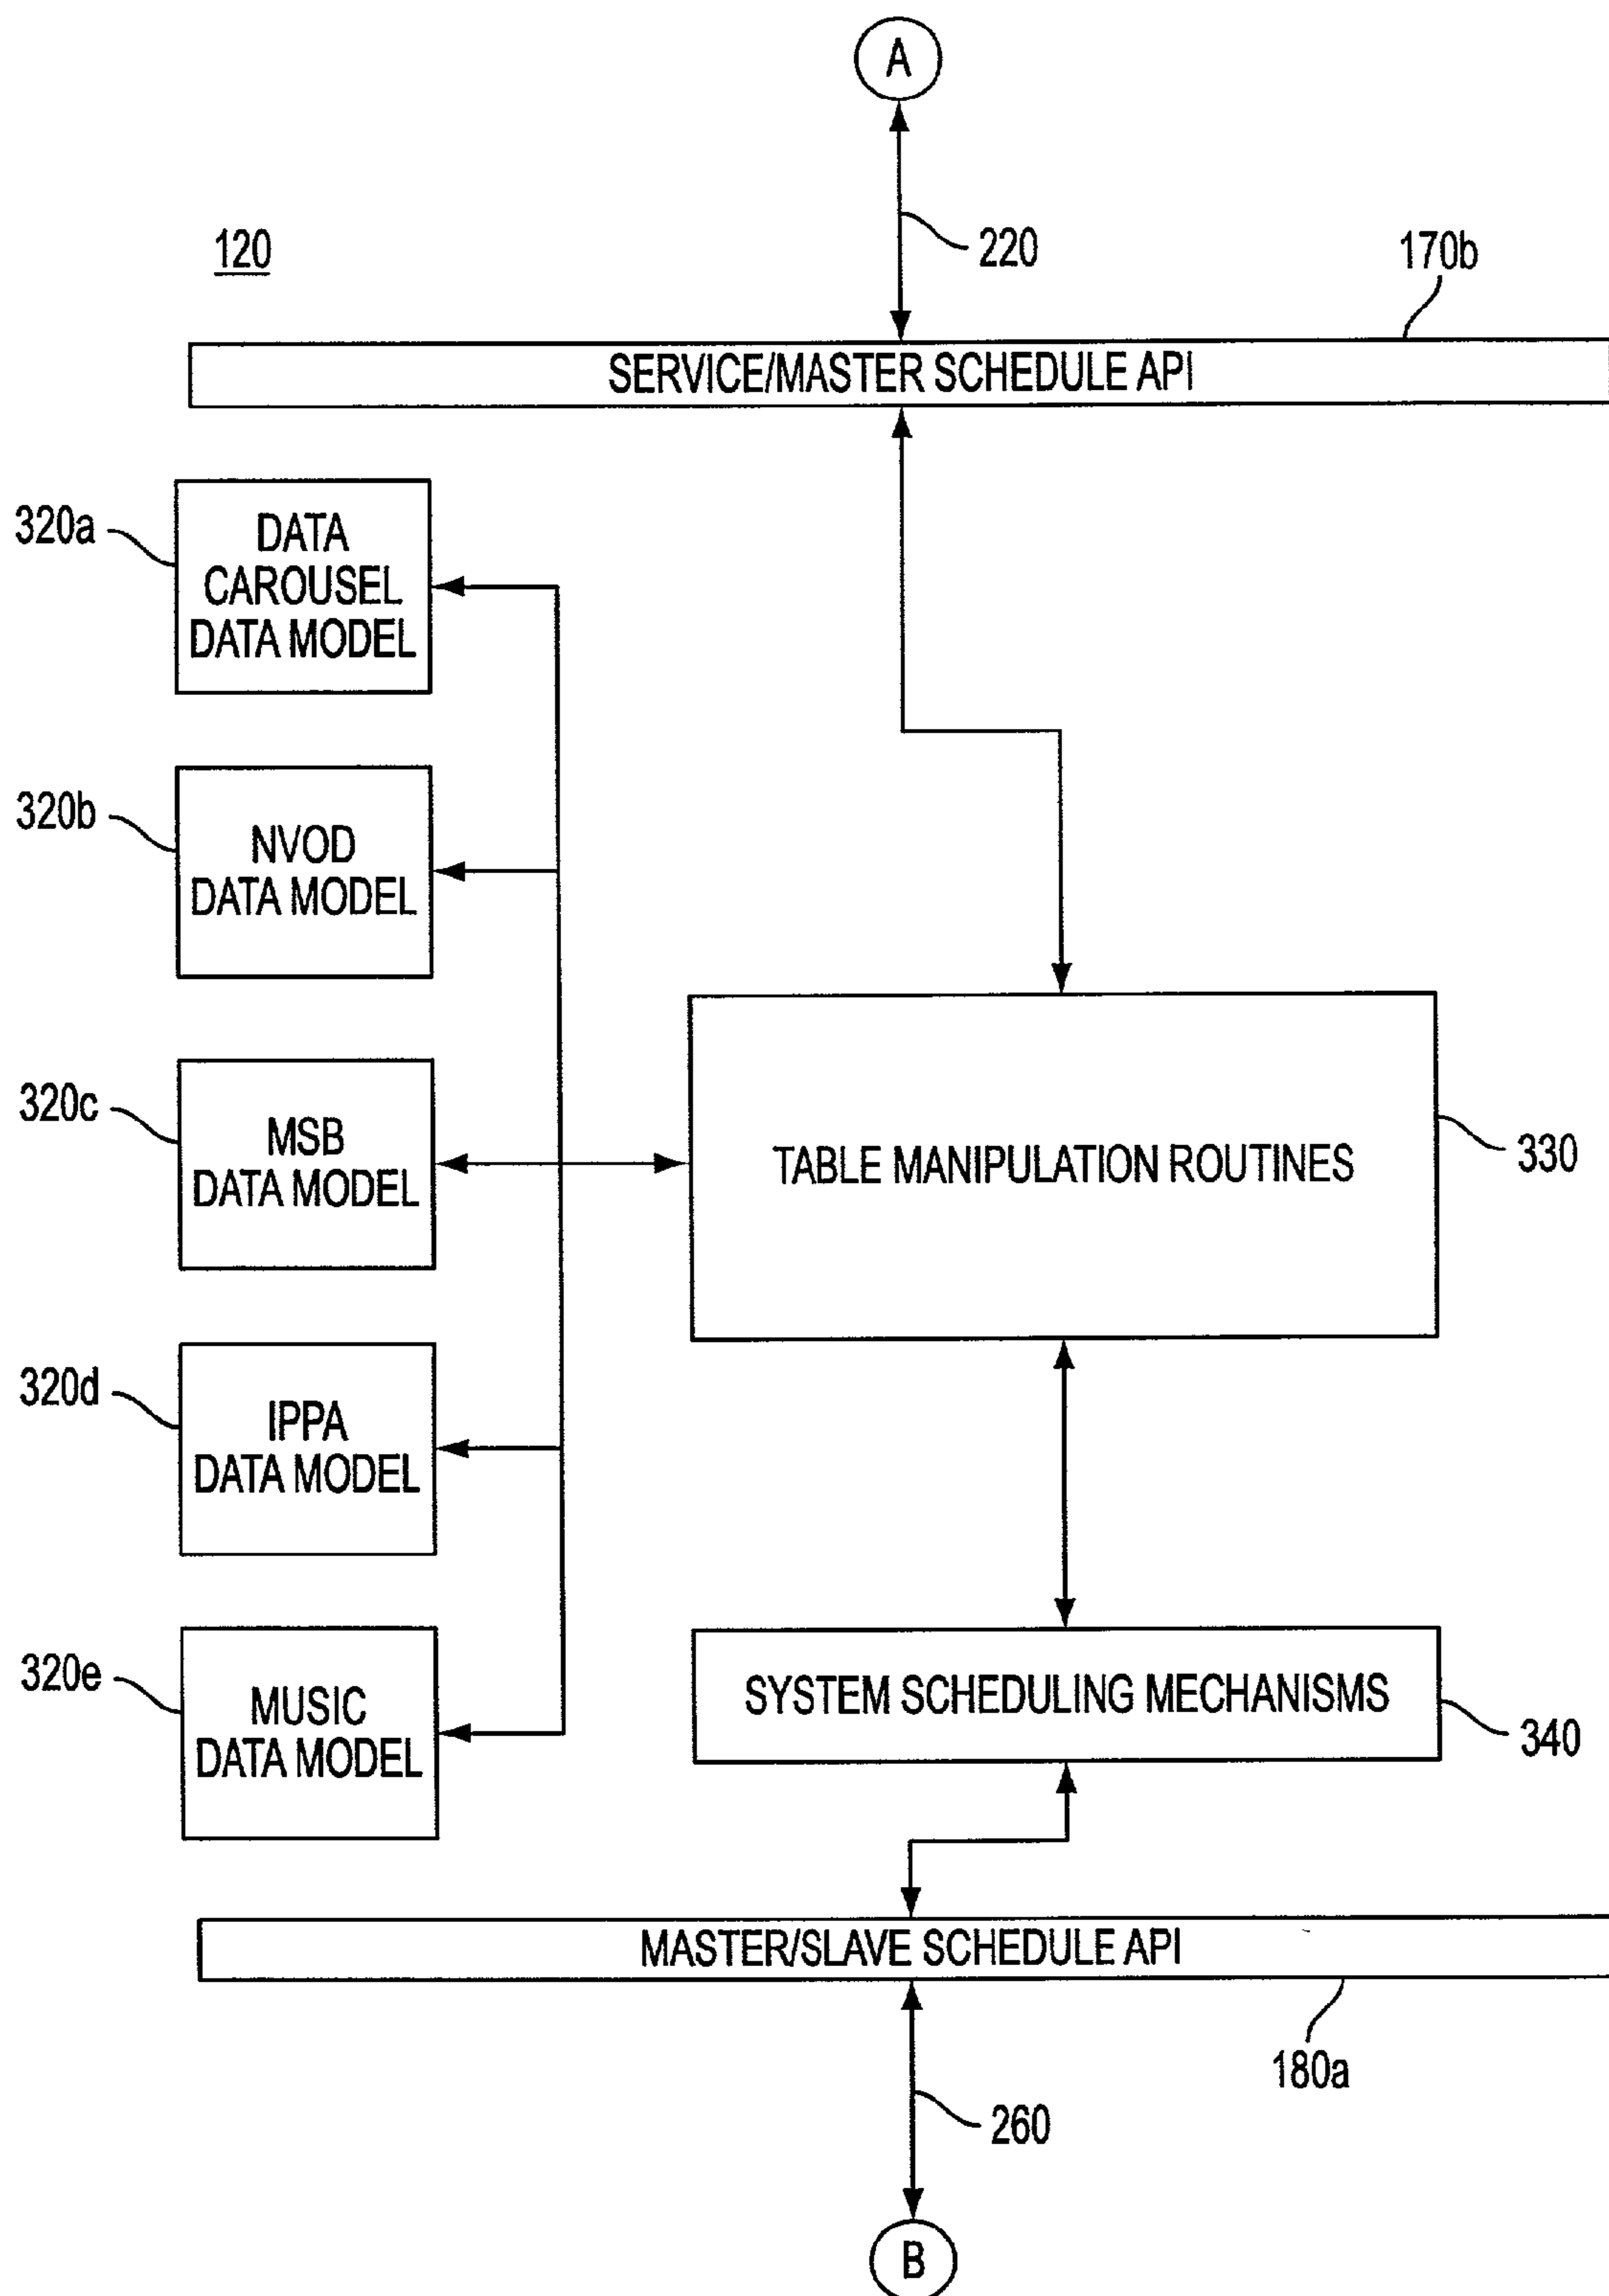 A
220
120
170b
SERVICE/MASTER SCHEDULE API
320a
DATA
CAROUSEL
DATA MODEL
320b
NVOD
DATA MODEL
320c
MSB
DATA MODEL
TABLE MANIPULATION ROUTINES
330
320d
IPPA
DATA MODEL
320e
MUSIC
DATA MODEL
SYSTEM SCHEDULING MECHANISMS
340
MASTER/SLAVE SCHEDULE API
180a
260
B